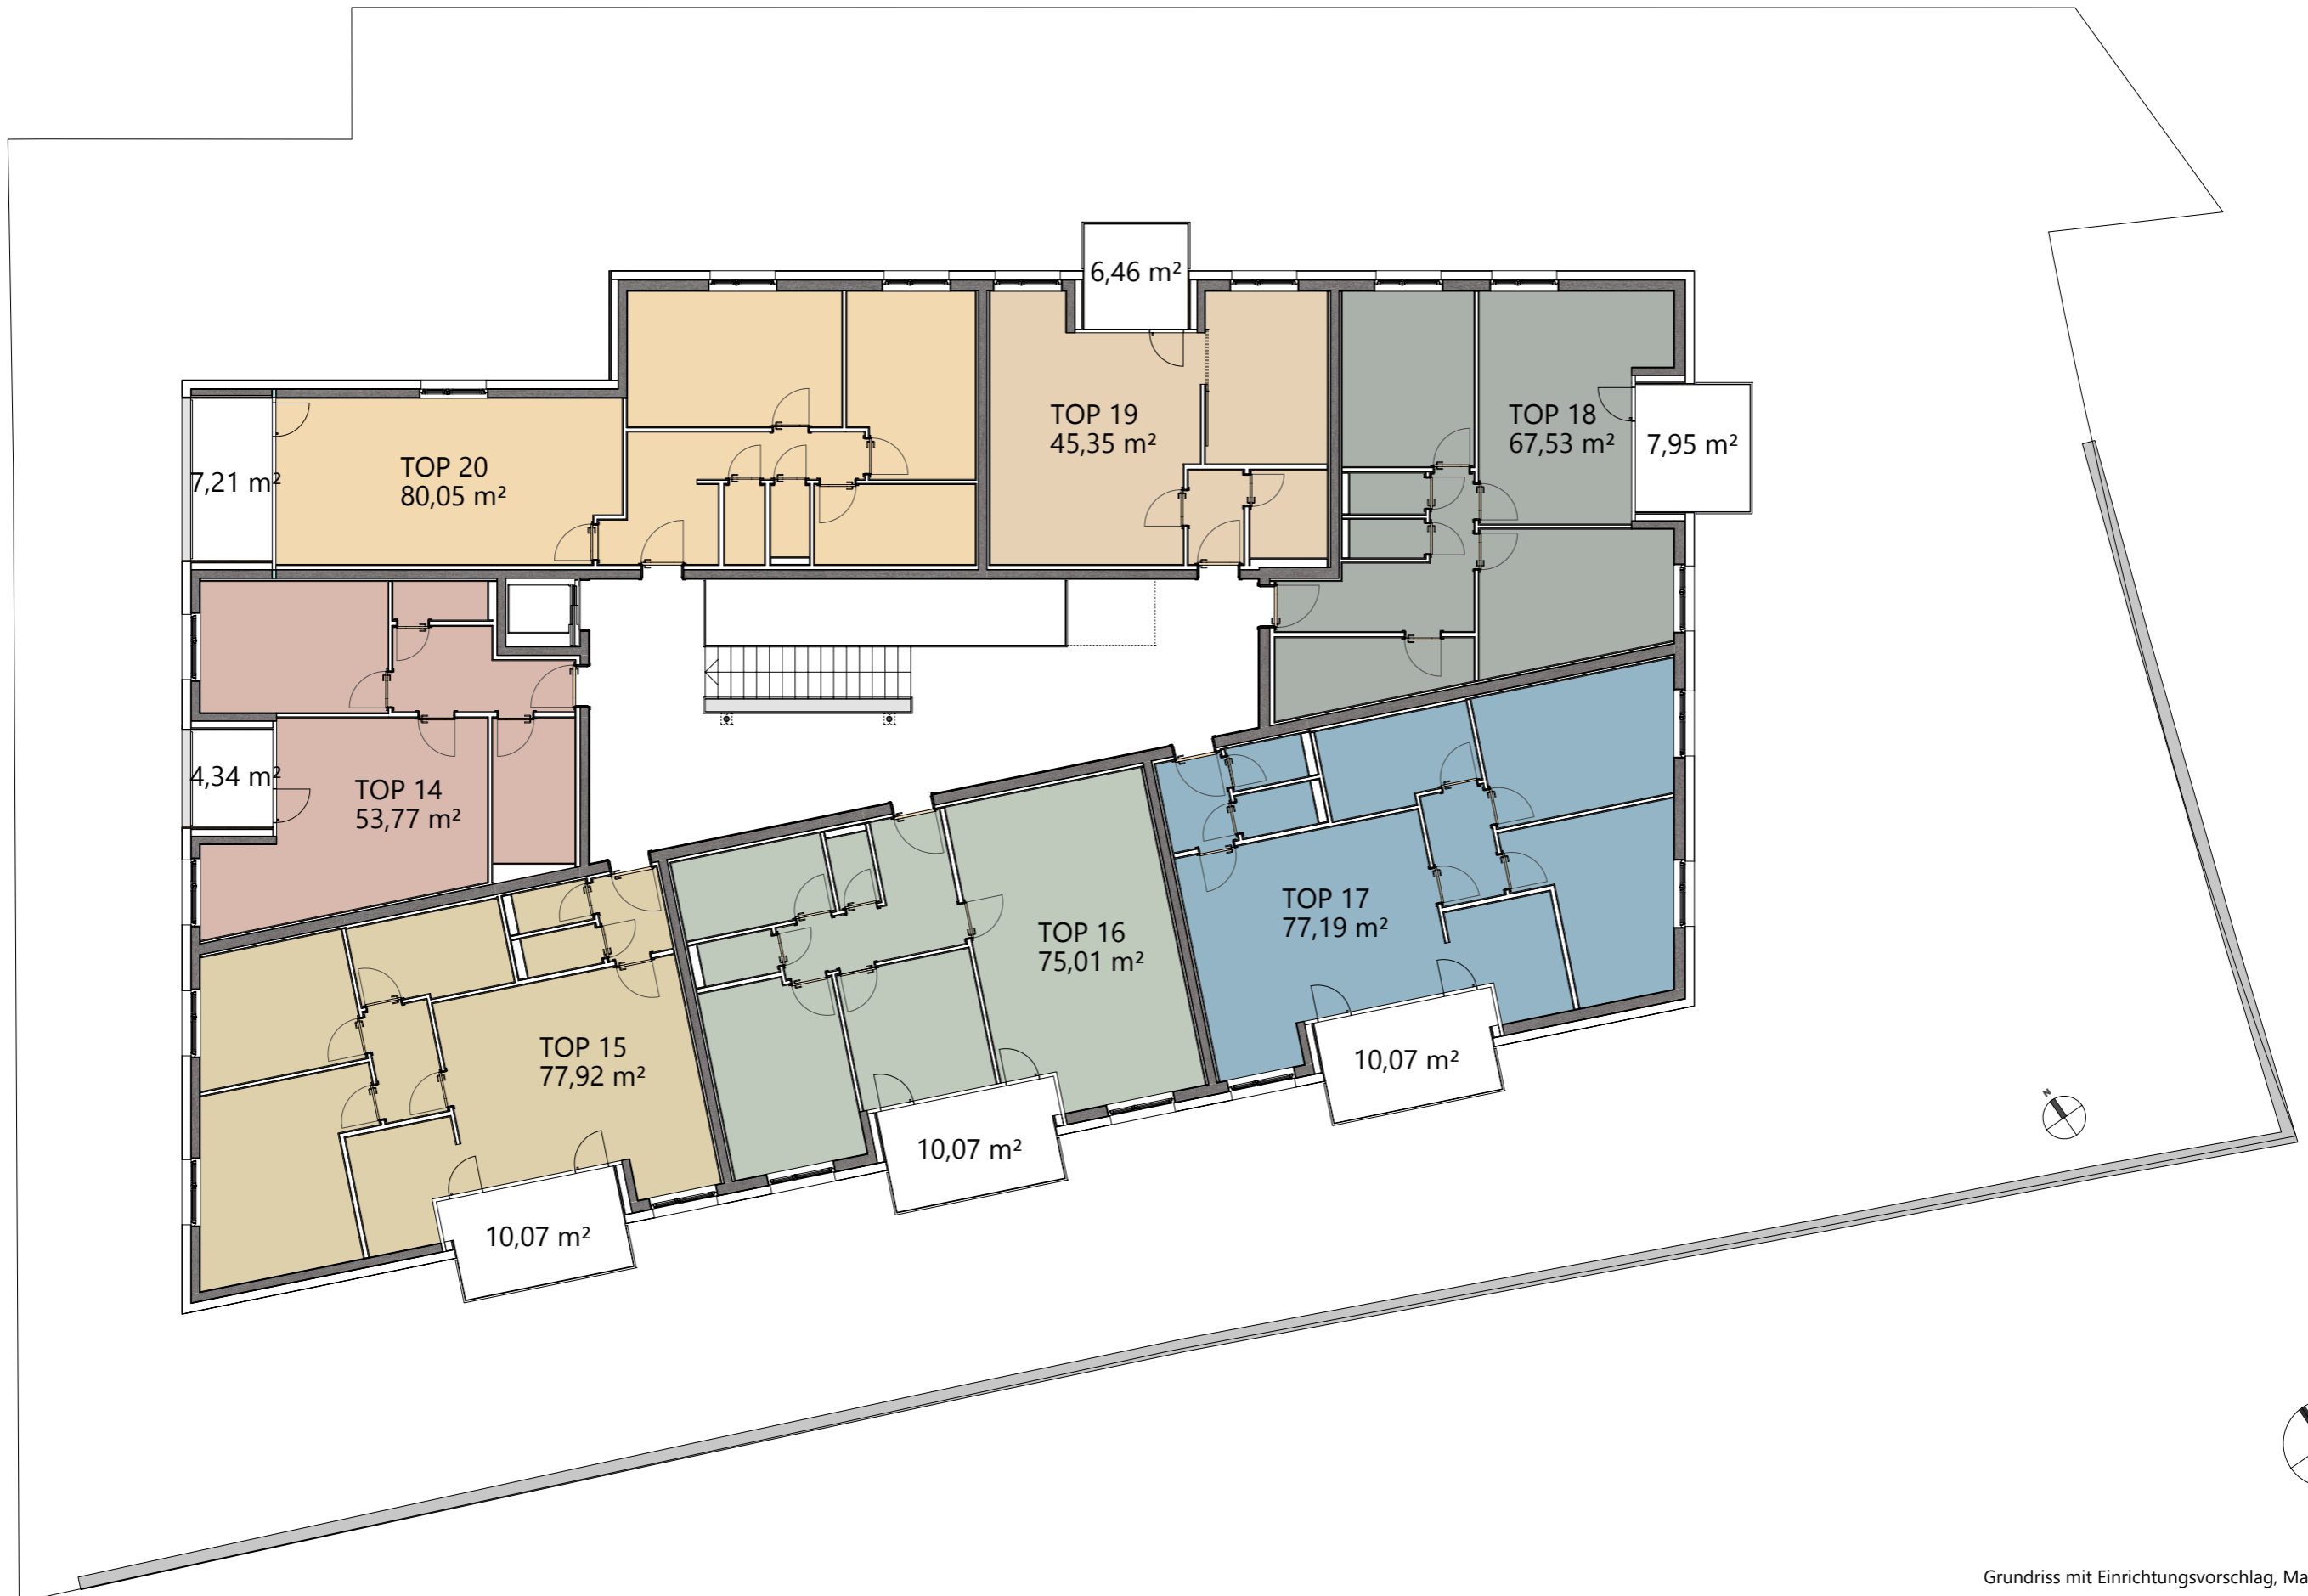 6,46 m²
TOP 19
45,35 m²
TOP 18
67,53 m²
7,95 m²
TOP 20
80,05 m²
7,21 m²
4,34 m²
TOP 14
53,77 m²
TOP 17
77,19 m²
TOP 16
75,01 m²
TOP 15
77,92 m²
10,07 m²
10,07 m²
10,07 m²
N
Grundriss mit Einrichtungsvorschlag, Ma